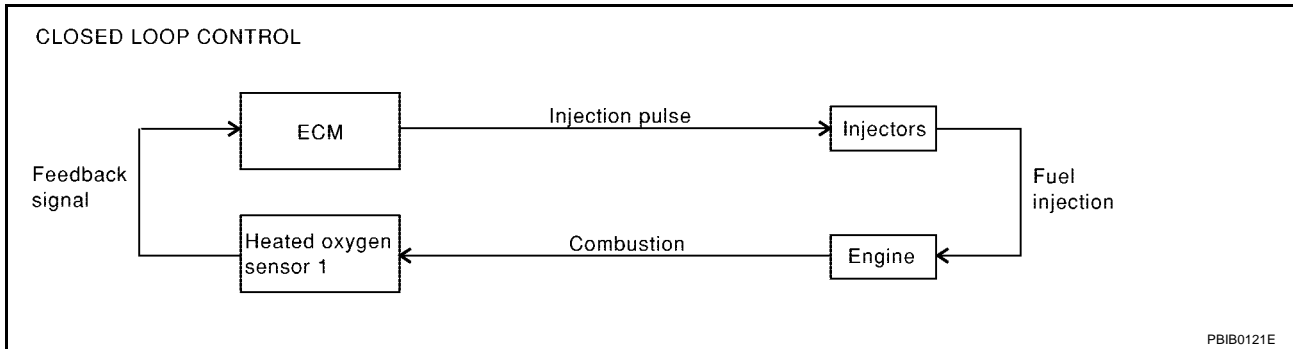 CLOSED LOOP CONTROL
ECM
Injection pulse
Injectors
Feedback
signal
Fuel
injection
Heated oxygen
sensor 1
Combustion
Engine
PBIB0121E